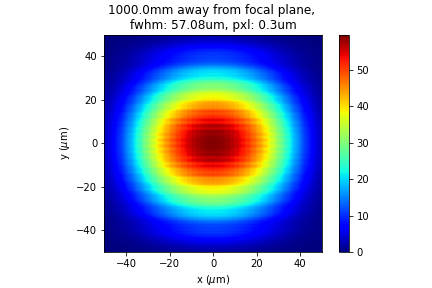 1000.0mm away from focal plane,
fwhm: 57.08um, pxl: 0.3um
40
20
0
−20
−40
y (μm)
−40 −20 0 20 40
x (μm)
50
40
30
20
10
0